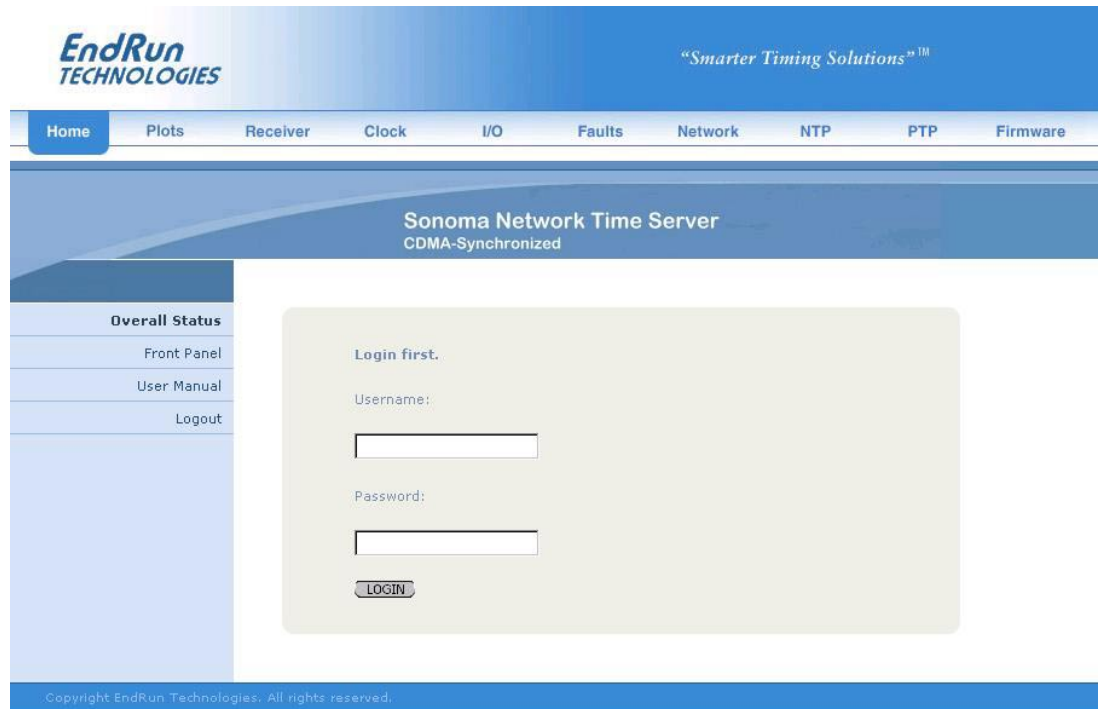 EndRun
TECHNOLOGIES
“Smarter Timing Solutions”™
Home Plots Receiver Clock I/O Faults Network NTP PTP Firmware
Sonoma Network Time Server
CDMA-Synchronized
Overall Status
Front Panel
User Manual
Logout
Login first.
Username:
Password:
LOGIN
Copyright EndRun Technologies. All rights reserved.